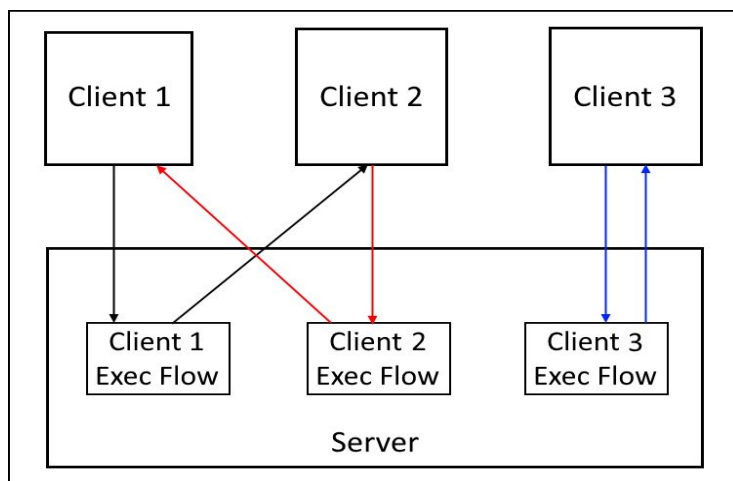 Client 1
Client 2
Client 3
Client 1
Exec Flow
Client 2
Exec Flow
Client 3
Exec Flow
Server